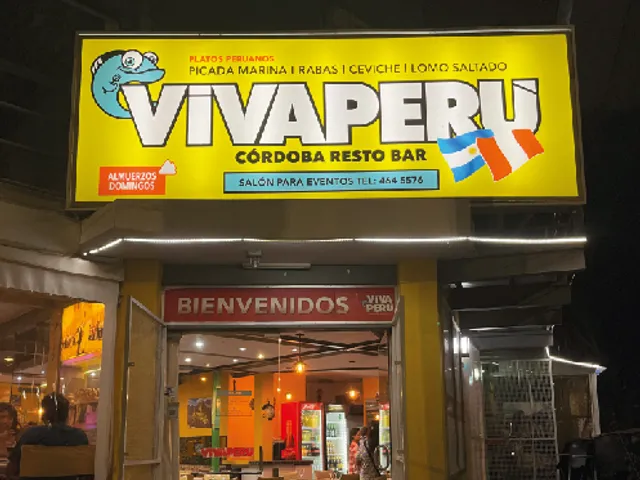 PLATOS PERUANOS
PICADA MARINA | RABAS | CEVICHE | LOMO SALTADO
ViVAPERÙ
CÓRDOBA RESTO BAR
ALMUERZOS
DOMINGOS
SALÓN PARA EVENTOS TEL: 464 5576
BIENVENIDOS
VIVA
PERU
VIVAPERU